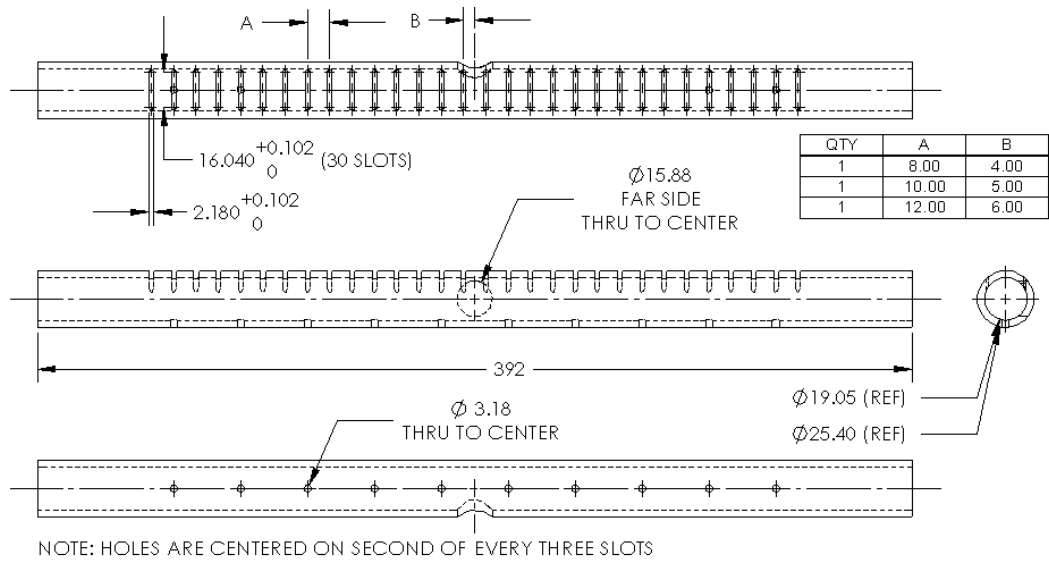 A
B
16.040 +0.102 (30 SLOTS)
0
2.180 +0.102
0
QTY A B
1 8.00 4.00
1 10.00 5.00
1 12.00 6.00
Ø15.88
FAR SIDE
THRU TO CENTER
392
Ø 3.18
THRU TO CENTER
Ø19.05 (REF)
Ø25.40 (REF)
NOTE: HOLES ARE CENTERED ON SECOND OF EVERY THREE SLOTS